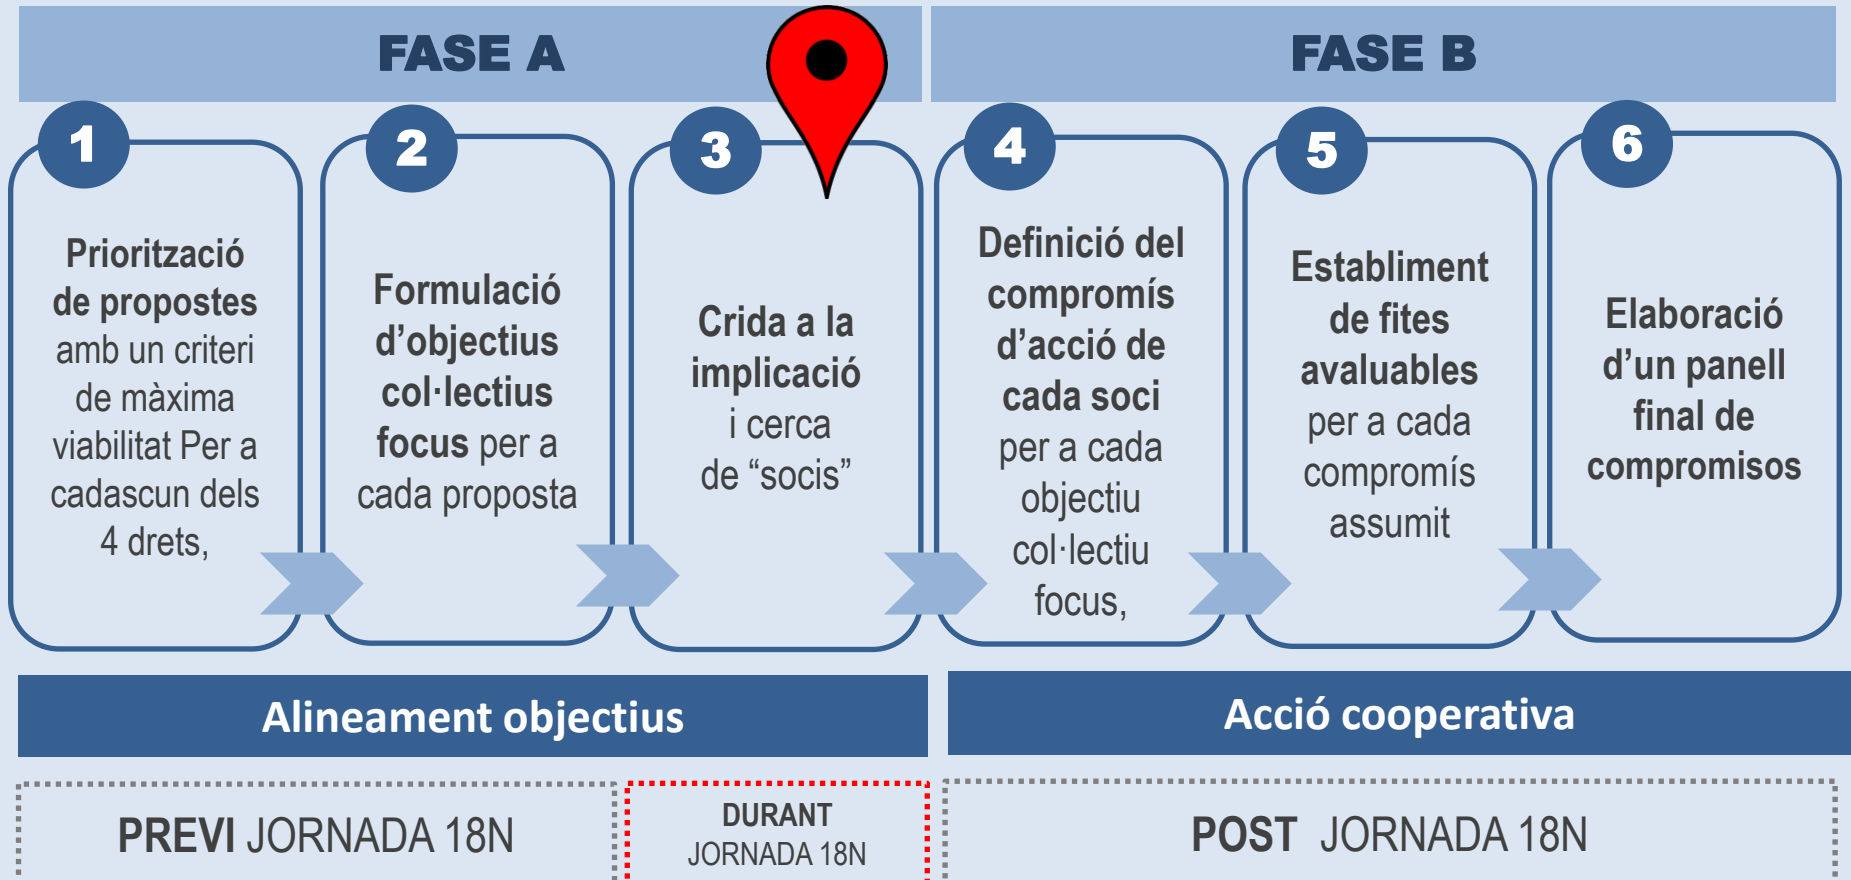 FASE A
FASE B
1
Priorització
de propostes
amb un criteri
de màxima
viabilitat Per a
cadascun dels
4 drets,
2
Formulació
d’objectius
col·lectius
focus per a
cada proposta
3
Crida a la
implicació
i cerca
de “socis”
4
Definició del
compromís
d’acció de
cada soci
per a cada
objectiu
col·lectiu
focus,
5
Establiment
de fites
avaluables
per a cada
compromís
assumit
6
Elaboració
d’un panell
final de
compromisos
Alineament objectius
Acció cooperativa
PREVI JORNADA 18N
DURANT
JORNADA 18N
POST JORNADA 18N